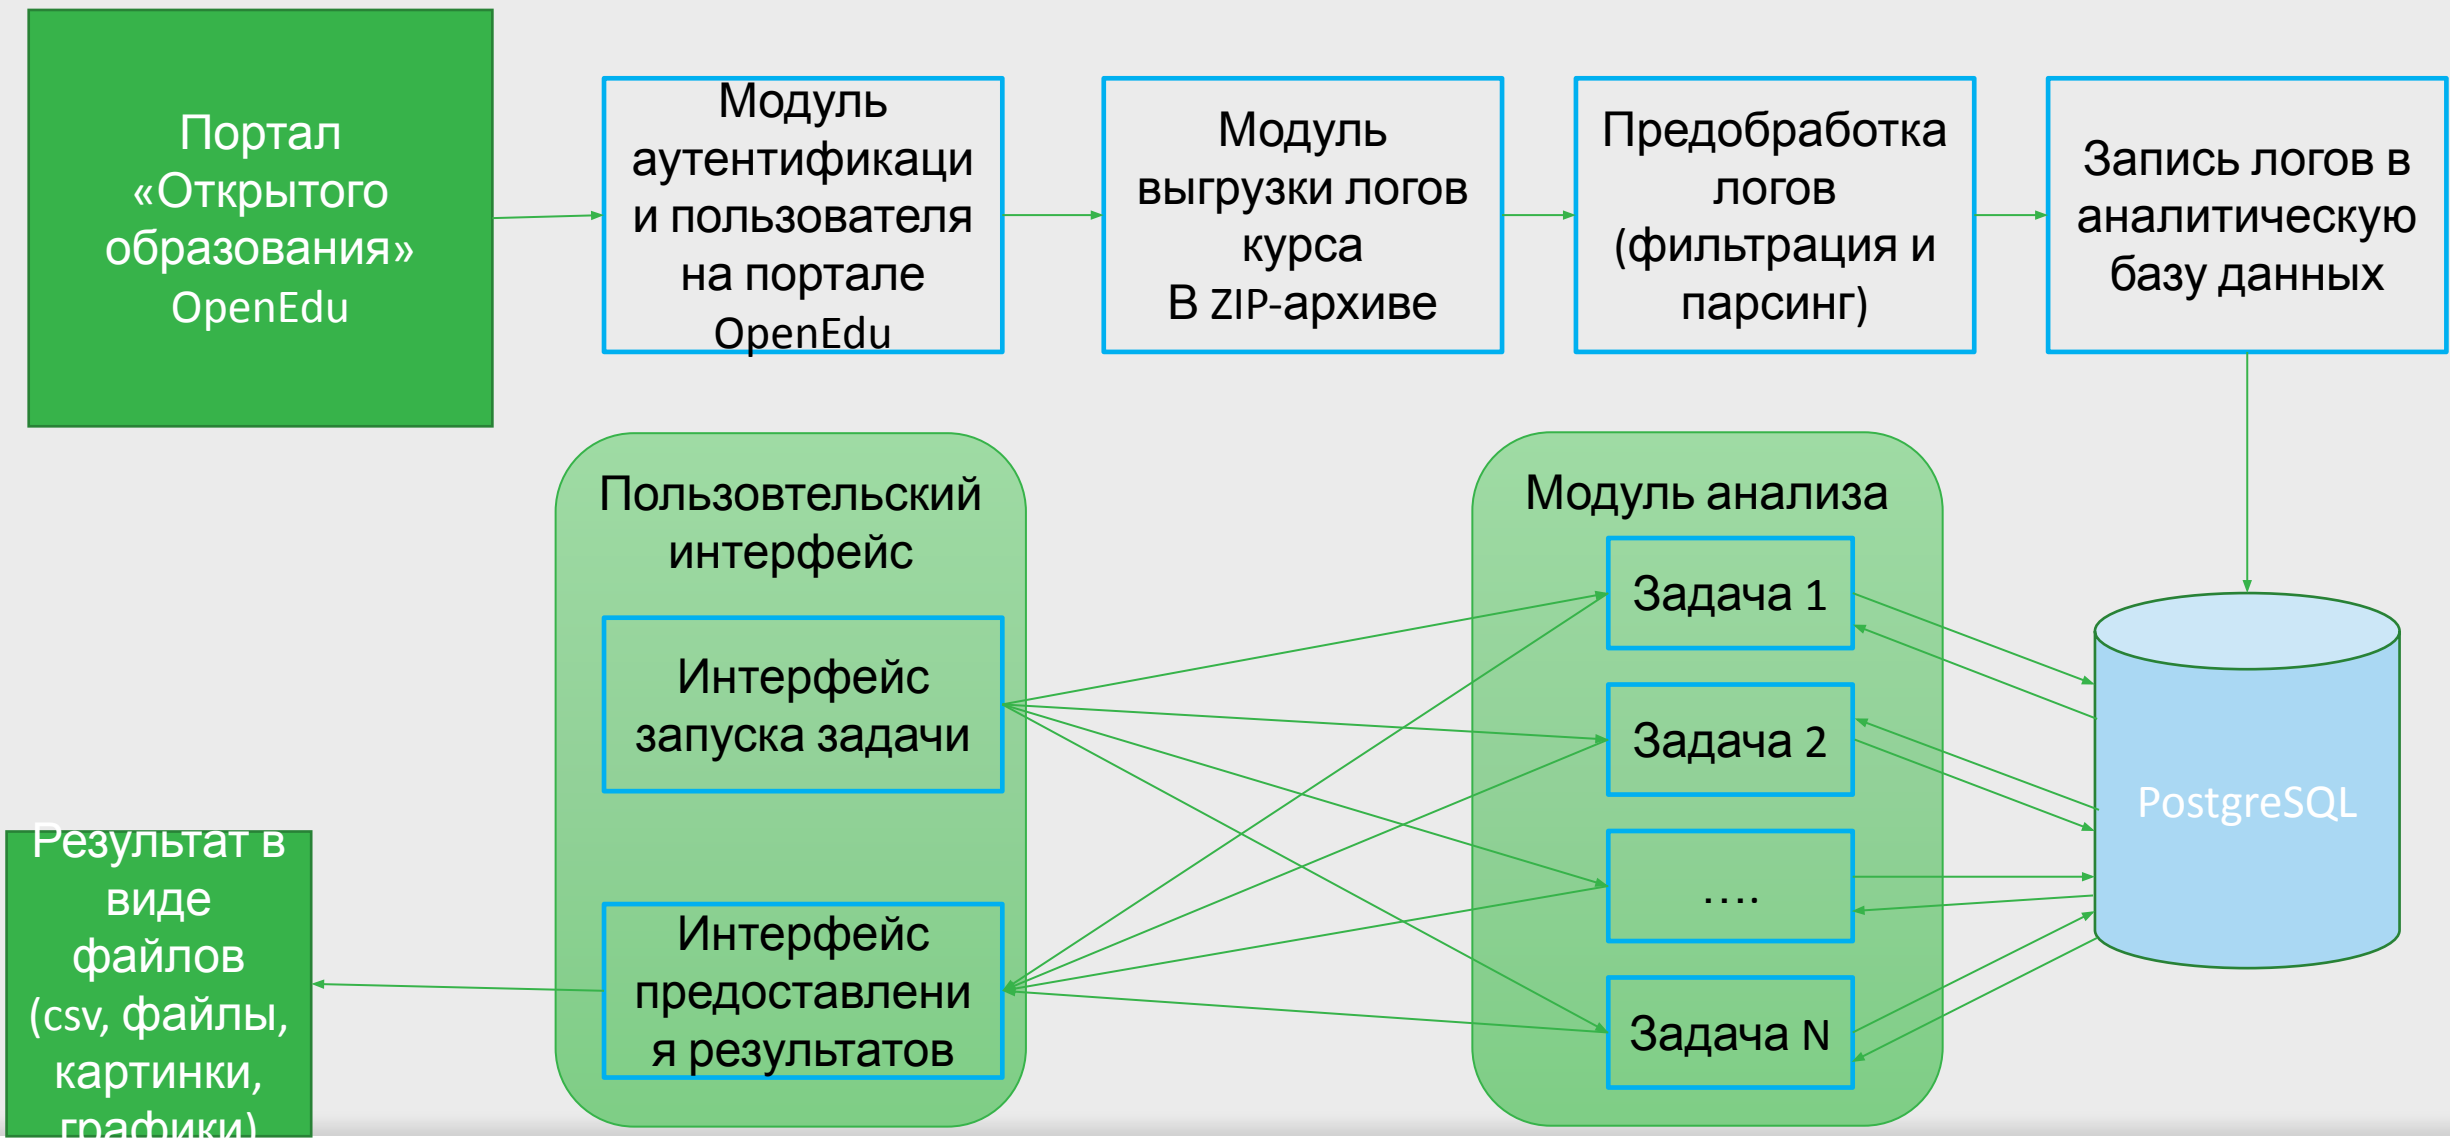 Портал
«Открытого
образования»
OpenEdu
Модуль
аутентификаци
и пользователя
на портале
OpenEdu
Модуль
выгрузки логов
курса
В ZIP-архиве
Предобработка
логов
(фильтрация и
парсинг)
Запись логов в
аналитическую
базу данных
Пользовтельский
интерфейс
Интерфейс
запуска задачи
Интерфейс
предоставлени
я результатов
Модуль анализа
Задача 1
Задача 2
....
Задача N
PostgreSQL
Результат в
виде
файлов
(csv, файлы,
картинки,
графики)